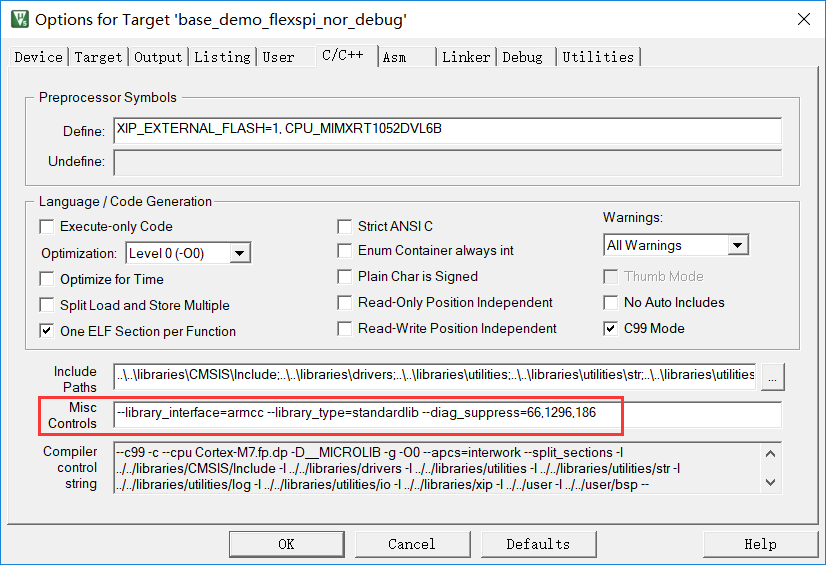 Options for Target 'base_demo_flexspi_nor_debug'
Device Target Output Listing User C/C++ Asm Linker Debug Utilities
Preprocessor Symbols
Define: XIP_EXTERNAL_FLASH=1, CPU_MIMXRT1052DVL6B
Undefine:
Language / Code Generation
Execute-only Code
Strict ANSI C
Warnings:
Optimization: Level 0 (-O0)
Enum Container always int
All Warnings
Optimize for Time
Plain Char is Signed
Thumb Mode
Split Load and Store Multiple
Read-Only Position Independent
No Auto Includes
One ELF Section per Function
Read-Write Position Independent
C99 Mode
Include
Paths
..\..\libraries\CMSIS\Include;..\..\libraries\drivers;..\..\libraries\utilities;..\..\libraries\utilities\str;..\..\libraries\utilities
...
Misc
Controls
--library_interface=armcc --library_type=standardlib --diag_suppress=66,1296,186
Compiler
control
string
--c99 -c --cpu Cortex-M7.fp.dp -D__MICROLIB -g -O0 --apcs=interwork --split_sections -I
../../libraries/CMSIS/Include -I ../../libraries/drivers -I ../../libraries/utilities -I ../../libraries/utilities/str -I
../../libraries/utilities/log -I ../../libraries/utilities/io -I ../../libraries/xip -I ../../user -I ../../user/bsp --
OK Cancel Defaults Help